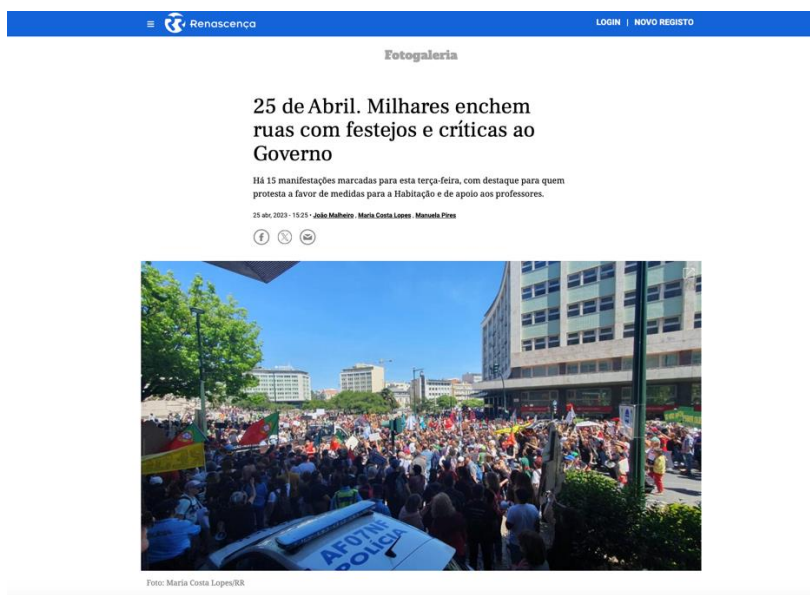 Renascença
LOGIN | NOVO REGISTO
Fotogaleria
25 de Abril. Milhares enchem
ruas com festejos e críticas ao
Governo
Há 15 manifestações marcadas para esta terça-feira, com destaque para quem
protesta a favor de medidas para a Habitação e de apoio aos professores.
25 abr, 2023 - 15:25 • João Malheiro , Maria Costa Lopes , Manuela Pires
AF07NF
POLÍCIA
Foto: Maria Costa Lopes/RR